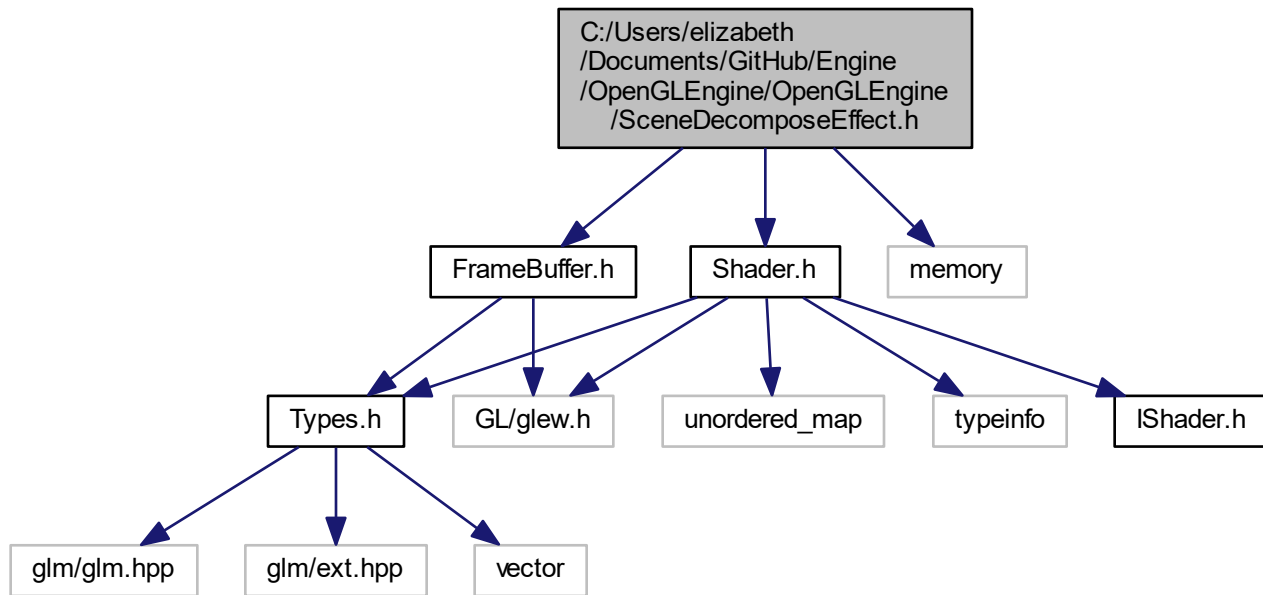 C:/Users/elizabeth
/Documents/GitHub/Engine
/OpenGLEngine/OpenGLEngine
/SceneDecomposeEffect.h
FrameBuffer.h
Shader.h
memory
Types.h
GL/glew.h
unordered_map
typeinfo
IShader.h
glm/glm.hpp
glm/ext.hpp
vector